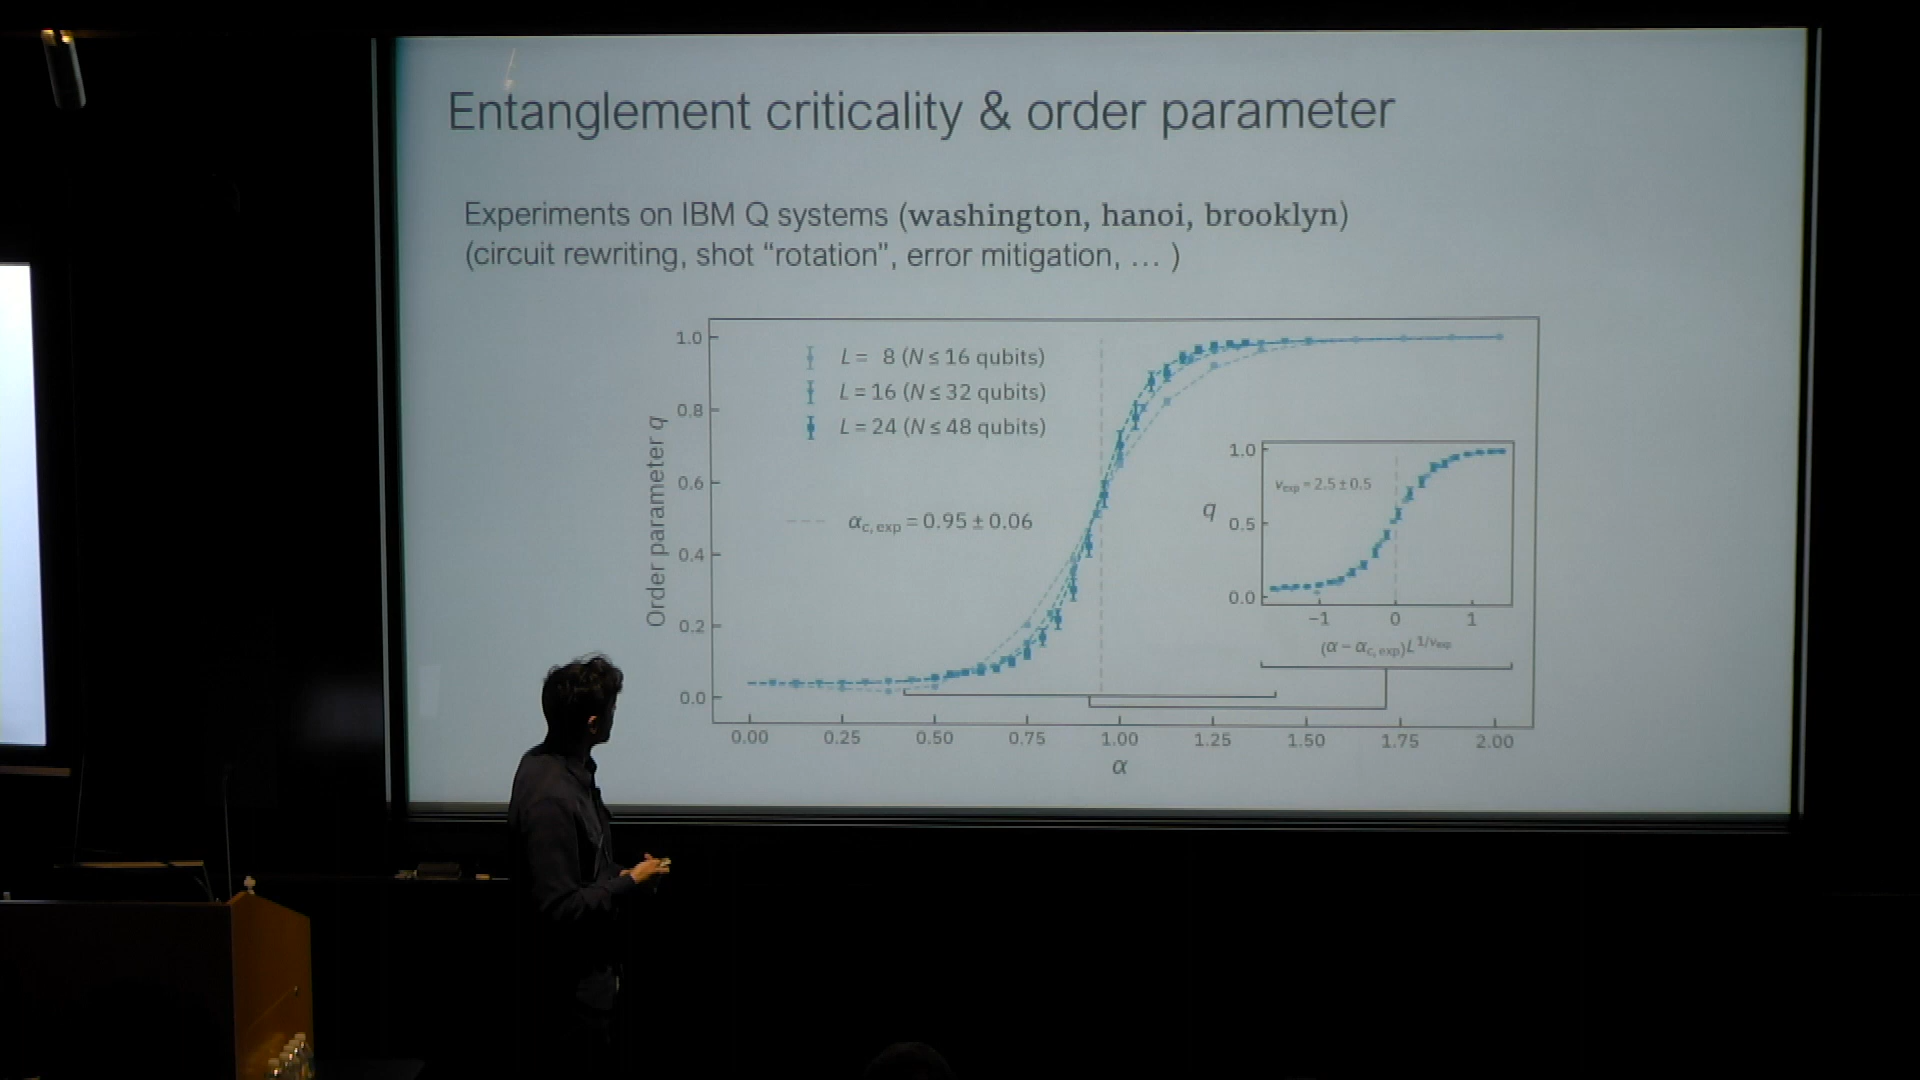 Entanglement criticality & order parameter
Experiments on IBM Q systems (washington, hanoi, brooklyn)
(circuit rewriting, shot “rotation”, error mitigation, … )
Order parameter q
1.0
0.8
0.6
0.4
0.2
0.0
L = 8 (N ≤ 16 qubits)
L = 16 (N ≤ 32 qubits)
L = 24 (N ≤ 48 qubits)
α_c, exp = 0.95 ± 0.06
q
1.0
0.5
0.0
ν_exp = 2.5 ± 0.5
−1 0 1
(α − α_c, exp)L^1/ν_exp
0.00 0.25 0.50 0.75 1.00 1.25 1.50 1.75 2.00
α